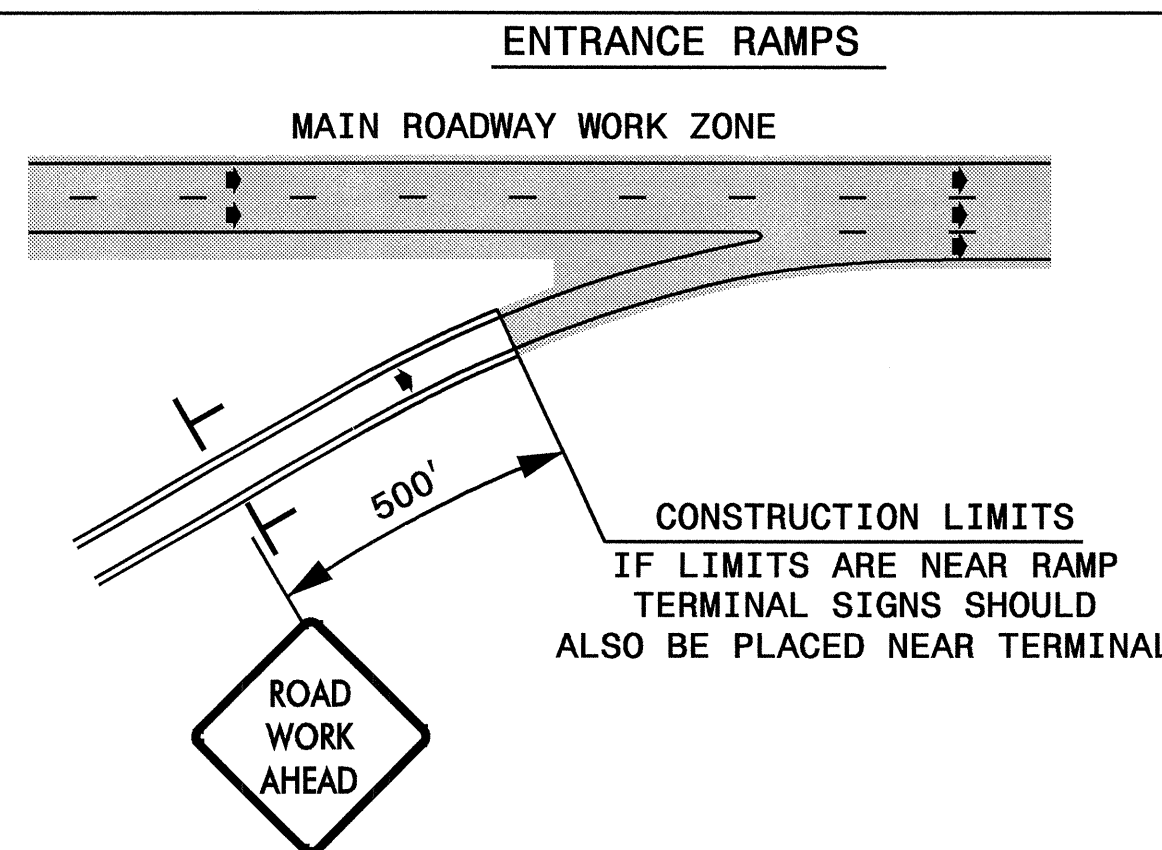 ENTRANCE RAMPS
MAIN ROADWAY WORK ZONE
500'
CONSTRUCTION LIMITS
IF LIMITS ARE NEAR RAMP
TERMINAL SIGNS SHOULD
ALSO BE PLACED NEAR TERMINAL
ROAD
WORK
AHEAD